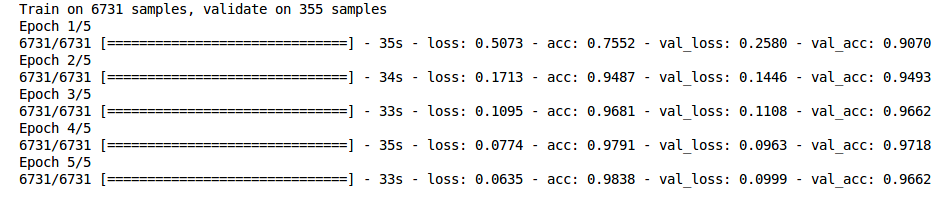 Train on 6731 samples, validate on 355 samples
Epoch 1/5
6731/6731 [==============================] - 35s - loss: 0.5073 - acc: 0.7552 - val_loss: 0.2580 - val_acc: 0.9070
Epoch 2/5
6731/6731 [==============================] - 34s - loss: 0.1713 - acc: 0.9487 - val_loss: 0.1446 - val_acc: 0.9493
Epoch 3/5
6731/6731 [==============================] - 33s - loss: 0.1095 - acc: 0.9681 - val_loss: 0.1108 - val_acc: 0.9662
Epoch 4/5
6731/6731 [==============================] - 35s - loss: 0.0774 - acc: 0.9791 - val_loss: 0.0963 - val_acc: 0.9718
Epoch 5/5
6731/6731 [==============================] - 33s - loss: 0.0635 - acc: 0.9838 - val_loss: 0.0999 - val_acc: 0.9662